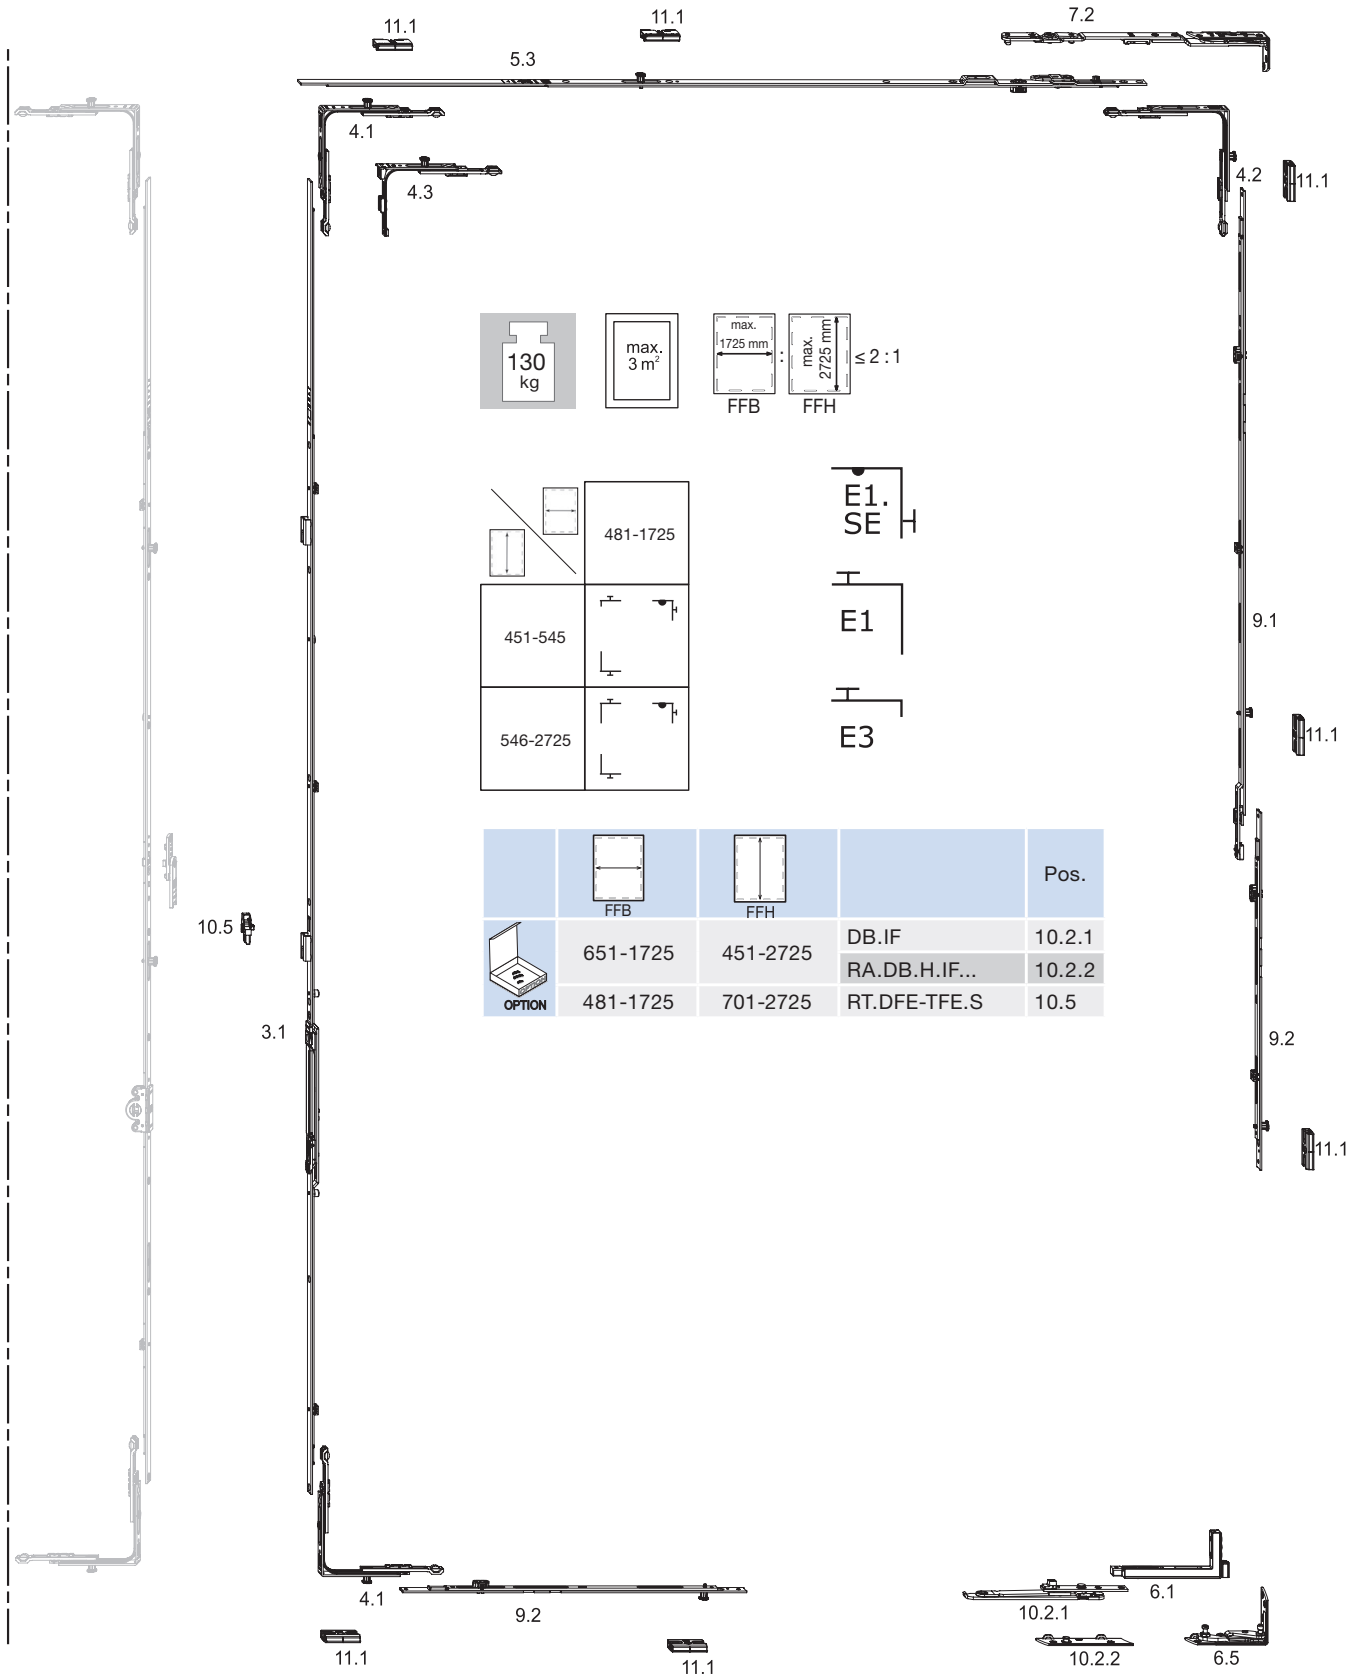 11.1
11.1
7.2
5.3
4.1
4.3
4.2
11.1
130
kg
max.
3 m²
max.
1725 mm
FFB
:
max.
2725 mm
FFH
≤ 2 : 1
481-1725
451-545
546-2725
E1.
SE
E1
E3
9.1
11.1
FFB
FFH
Pos.
OPTION
651-1725
451-2725
DB.IF
10.2.1
RA.DB.H.IF...
10.2.2
481-1725
701-2725
RT.DFE-TFE.S
10.5
10.5
3.1
9.2
11.1
4.1
9.2
11.1
11.1
10.2.1
6.1
10.2.2
6.5